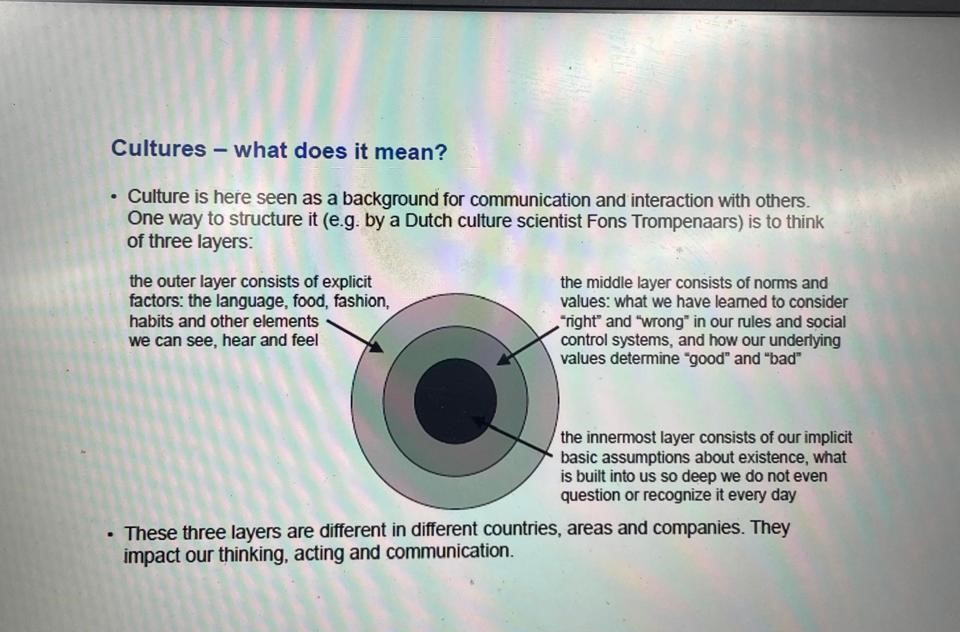 Cultures – what does it mean?
• Culture is here seen as a background for communication and interaction with others.
One way to structure it (e.g. by a Dutch culture scientist Fons Trompenaars) is to think
of three layers:
the outer layer consists of explicit
factors: the language, food, fashion,
habits and other elements
we can see, hear and feel
the middle layer consists of norms and
values: what we have learned to consider
“right” and “wrong” in our rules and social
control systems, and how our underlying
values determine “good” and “bad”
the innermost layer consists of our implicit
basic assumptions about existence, what
is built into us so deep we do not even
question or recognize it every day
• These three layers are different in different countries, areas and companies. They
impact our thinking, acting and communication.